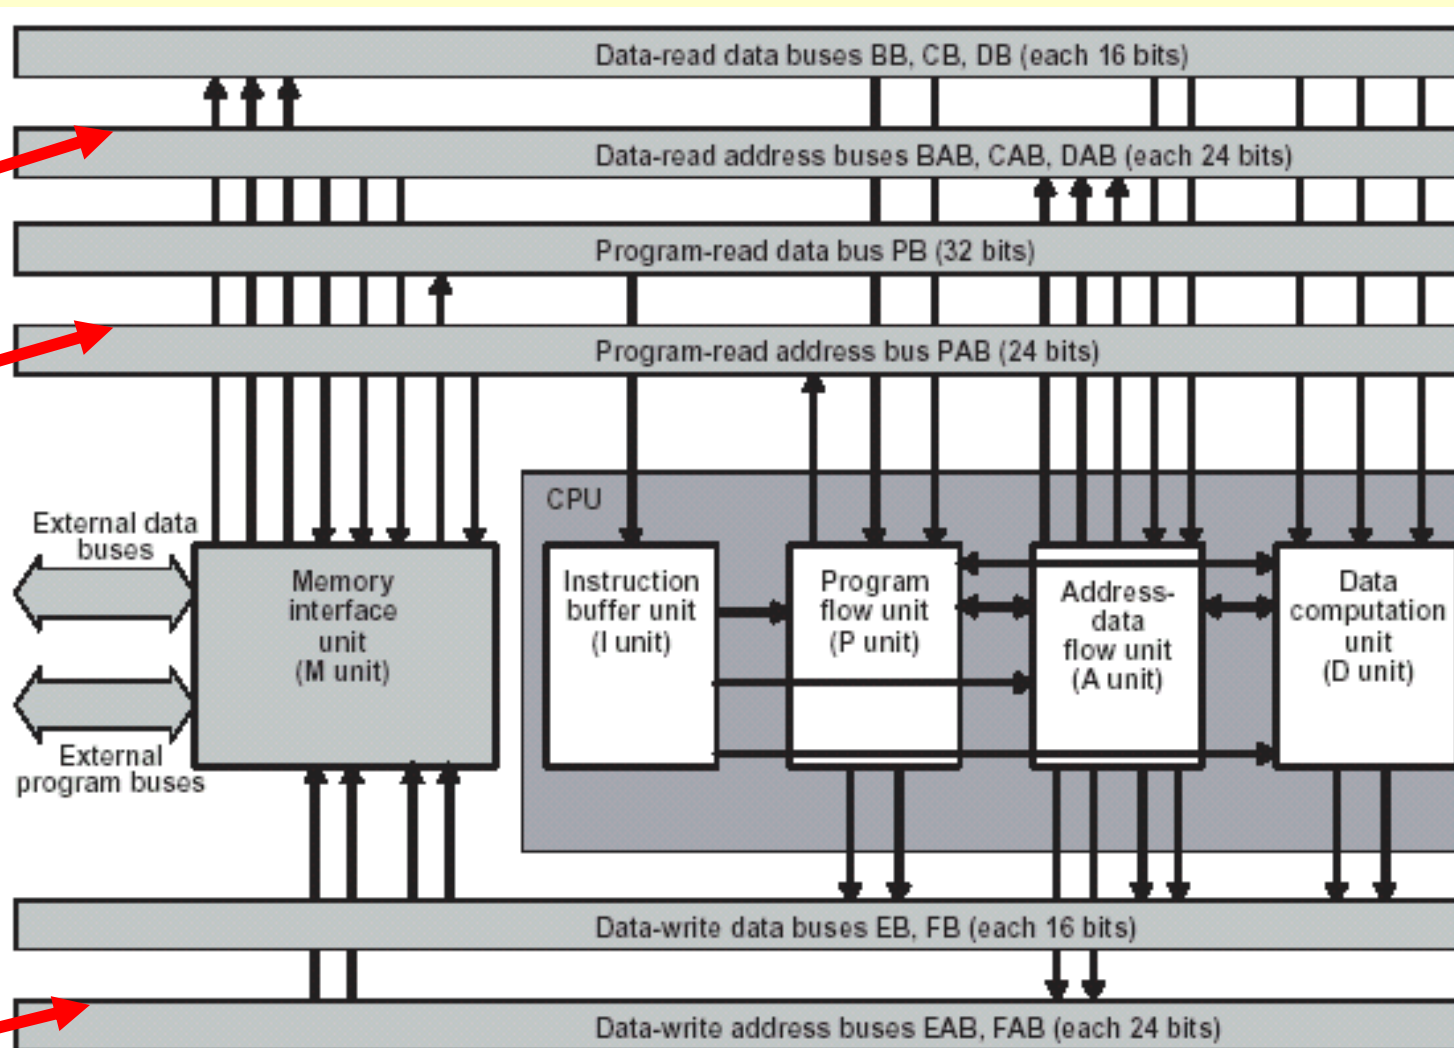 Data-read data buses BB, CB, DB (each 16 bits)
Data-read address buses BAB, CAB, DAB (each 24 bits)
Program-read data bus PB (32 bits)
Program-read address bus PAB (24 bits)
CPU
External data
buses
Memory
interface
unit
(M unit)
Instruction
buffer unit
(I unit)
Program
flow unit
(P unit)
Address-
data
flow unit
(A unit)
Data
computation
unit
(D unit)
External
program buses
Data-write data buses EB, FB (each 16 bits)
Data-write address buses EAB, FAB (each 24 bits)